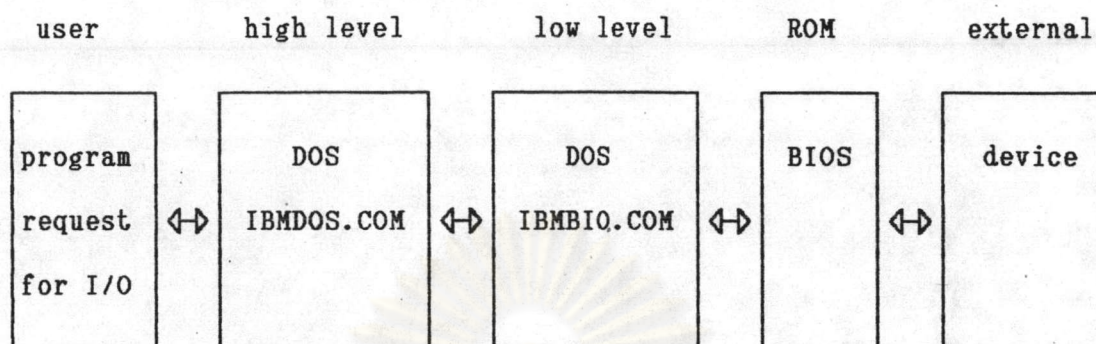 user high level low level ROM external
program DOS DOS BIOS device
request IBMDOS.COM IBMBIO.COM
for I/O